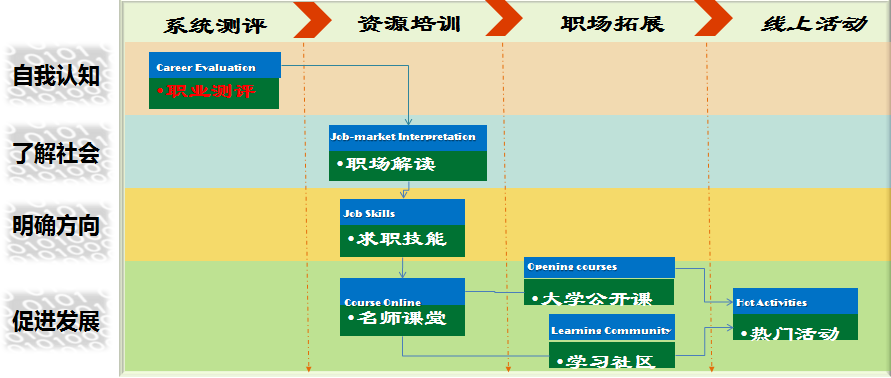 系统测评
资源培训
职场拓展
线上活动
自我认知
Career Evaluation
•职业测评
了解社会
Job-market Interpretation
•职场解读
明确方向
Job Skills
•求职技能
促进发展
Course Online
•名师课堂
Opening courses
•大学公开课
Learning Community
•学习社区
Hot Activities
•热门活动